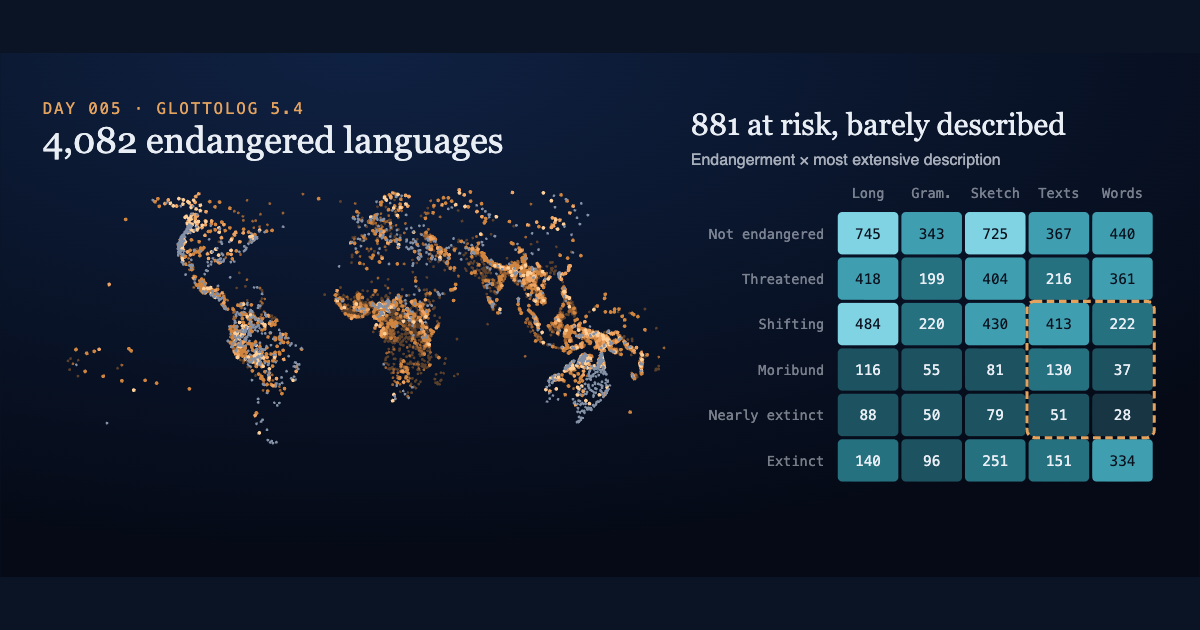 DAY 005 · GLOTTOLOG 5.4
4,082 endangered languages
881 at risk, barely described
Endangerment × most extensive description
Long Gram. Sketch Texts Words
Not endangered 745 343 725 367 440
Threatened 418 199 404 216 361
Shifting 484 220 430 413 222
Moribund 116 55 81 130 37
Nearly extinct 88 50 79 51 28
Extinct 140 96 251 151 334